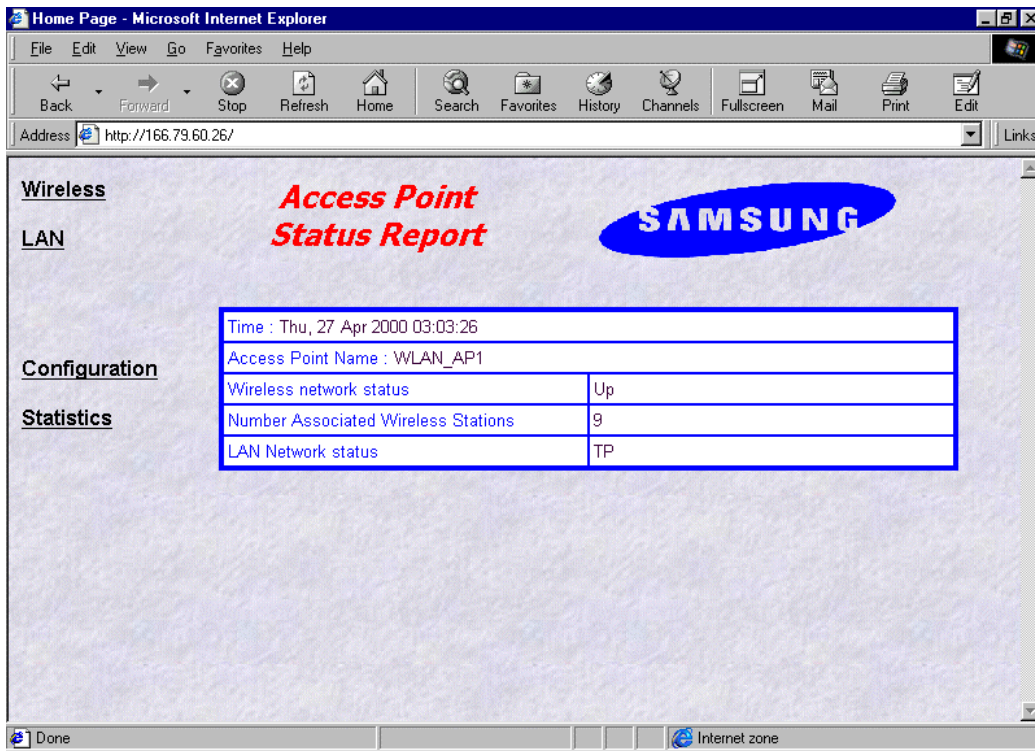 Home Page - Microsoft Internet Explorer
File Edit View Go Favorites Help
Back Forward Stop Refresh Home Search Favorites History Channels Fullscreen Mail Print Edit
Address http://166.79.60.26/ Links
Wireless
LAN
Access Point
Status Report
SAMSUNG
Time : Thu, 27 Apr 2000 03:03:26
Access Point Name : WLAN_AP1
Wireless network status Up
Number Associated Wireless Stations 9
LAN Network status TP
Configuration
Statistics
Done Internet zone